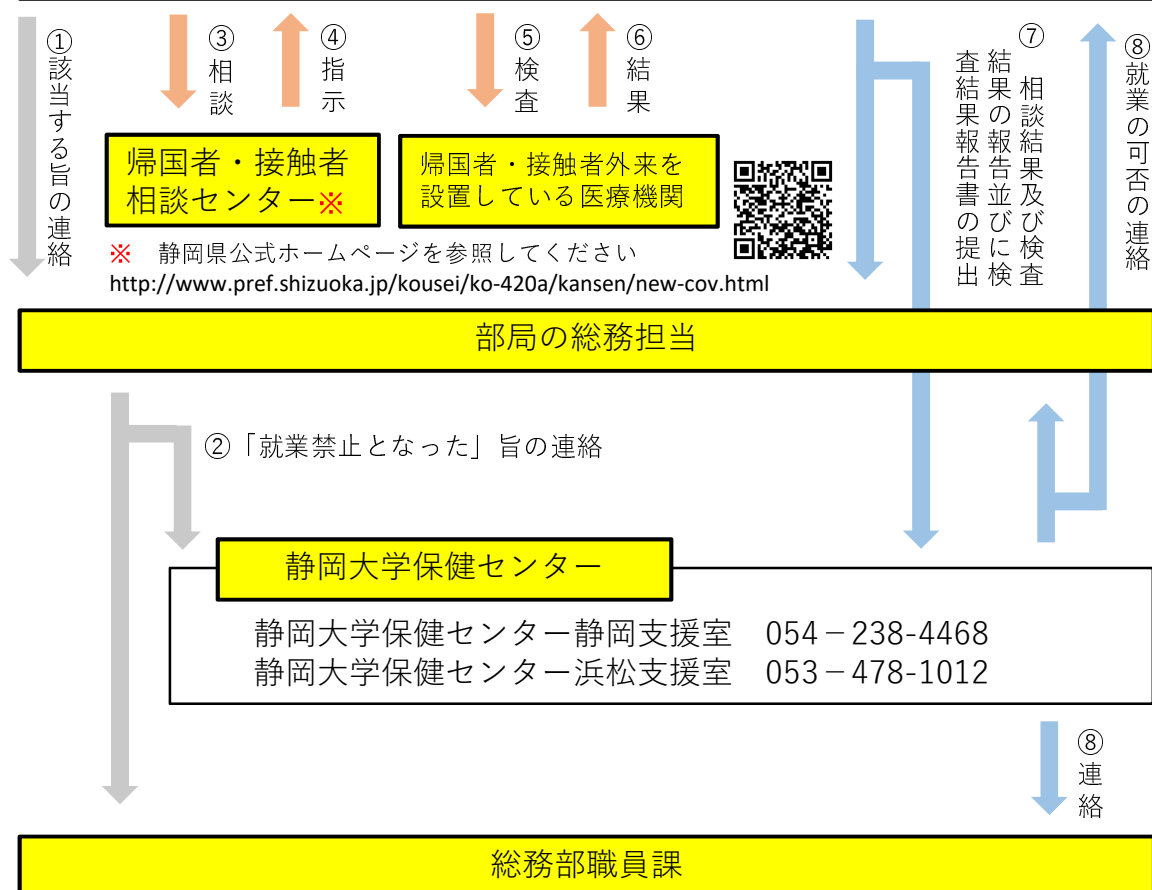 ①該当する旨の連絡
③相談
④指示
⑤検査
⑥結果
⑦ 相談結果及び検査
結果の報告並びに検
査結果報告書の提出
⑧就業の可否の連絡
帰国者・接触者
相談センター※
帰国者・接触者外来を
設置している医療機関
※ 静岡県公式ホームページを参照してください
http://www.pref.shizuoka.jp/kousei/ko-420a/kansen/new-cov.html
部局の総務担当
②「就業禁止となった」旨の連絡
静岡大学保健センター
静岡大学保健センター静岡支援室 054－238-4468
静岡大学保健センター浜松支援室 053－478-1012
⑧連絡
総務部職員課